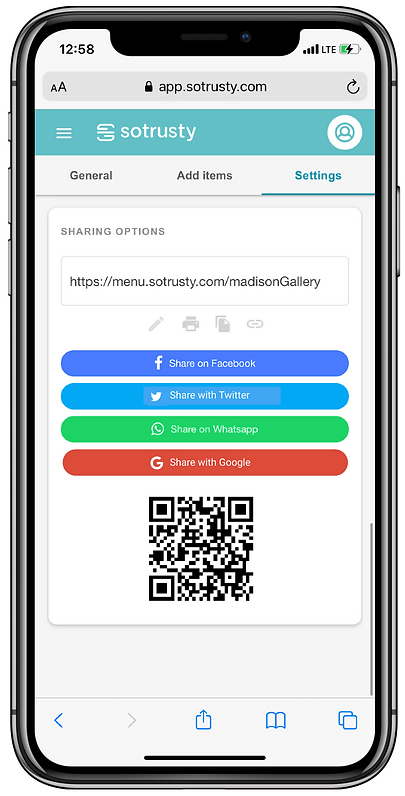 12:58
LTE
AA
app.sotrusty.com
sotrusty
General
Add items
Settings
SHARING OPTIONS
https://menu.sotrusty.com/madisonGallery
Share on Facebook
Share with Twitter
Share on Whatsapp
Share with Google